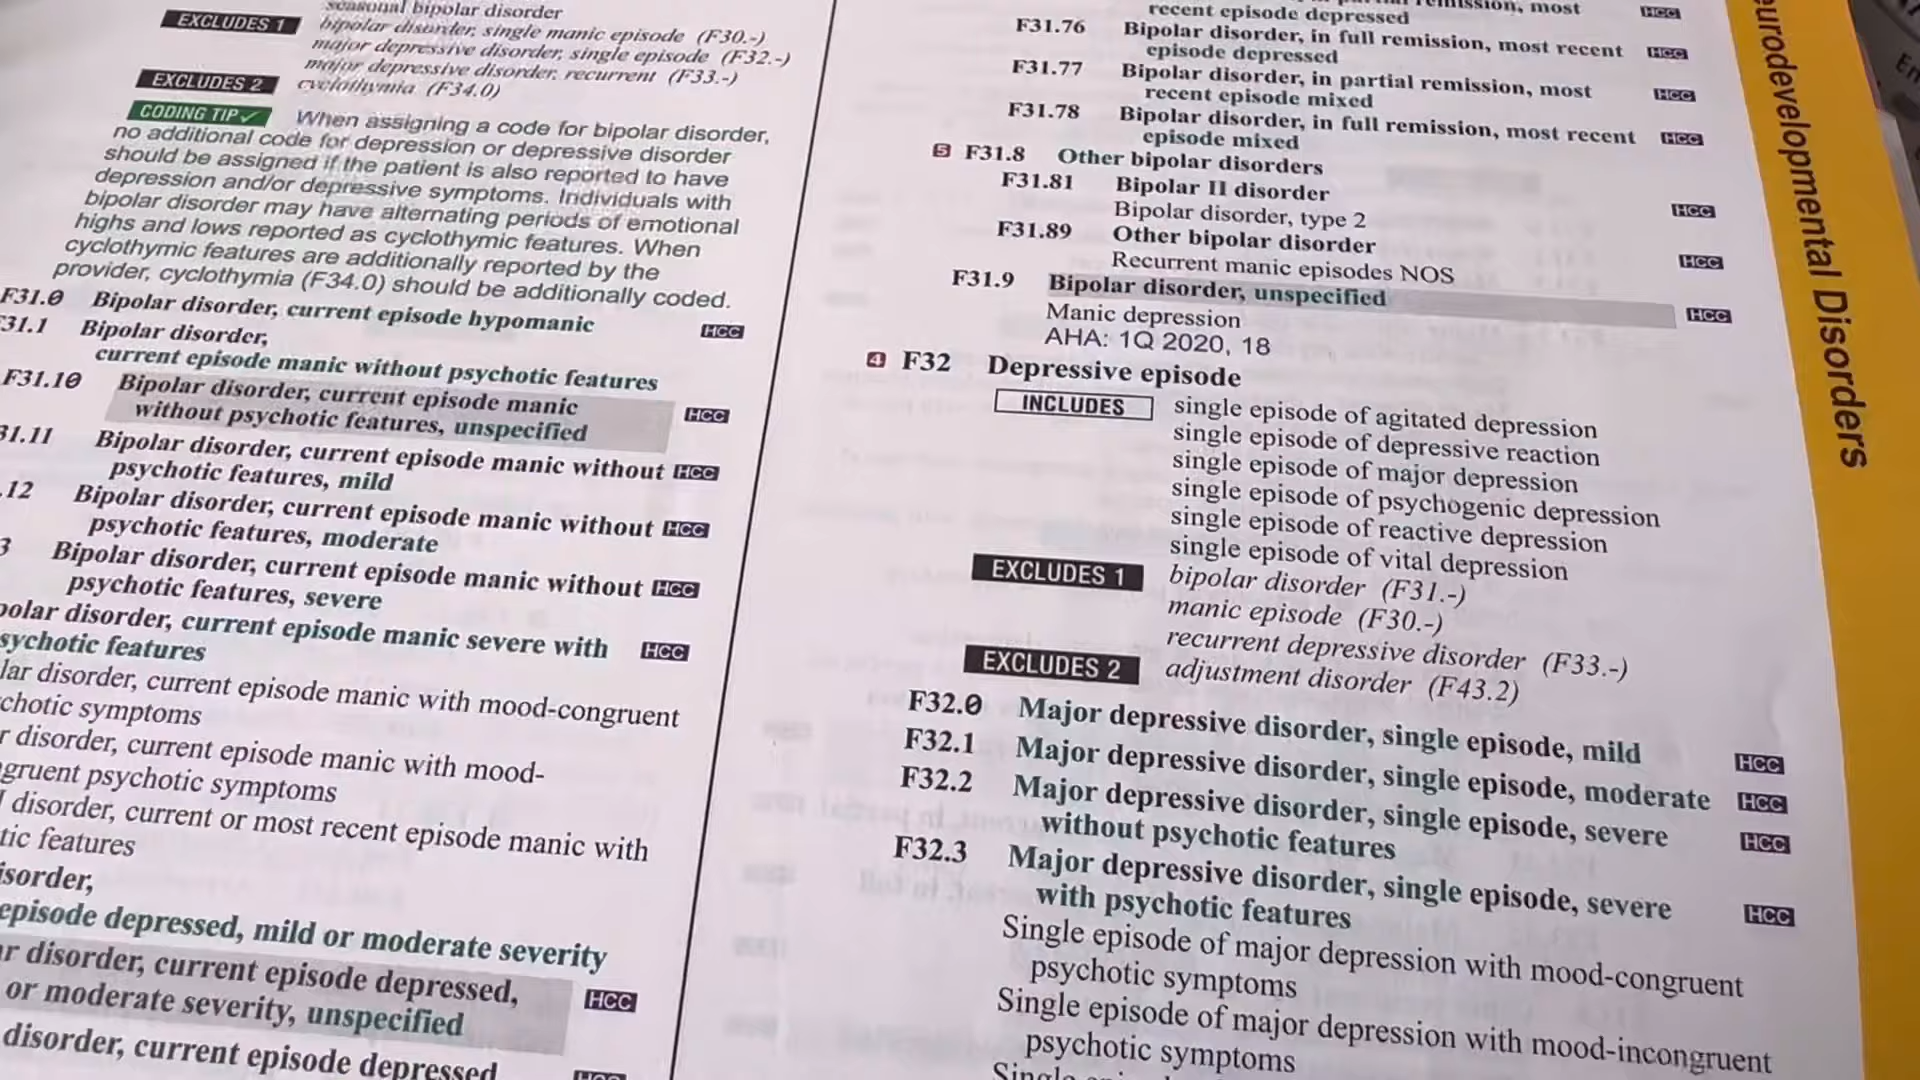 seasonal bipolar disorder
EXCLUDES 1 bipolar disorder, single manic episode (F30.-)
major depressive disorder, single episode (F32.-)
major depressive disorder, recurrent (F33.-)
EXCLUDES 2 cyclothymia (F34.0)
CODING TIP✓ When assigning a code for bipolar disorder,
no additional code for depression or depressive disorder
should be assigned if the patient is also reported to have
depression and/or depressive symptoms. Individuals with
bipolar disorder may have alternating periods of emotional
highs and lows reported as cyclothymic features. When
cyclothymic features are additionally reported by the
provider, cyclothymia (F34.0) should be additionally coded.
F31.0 Bipolar disorder, current episode hypomanic HCC
F31.1 Bipolar disorder,
current episode manic without psychotic features
F31.10 Bipolar disorder, current episode manic
without psychotic features, unspecified HCC
31.11 Bipolar disorder, current episode manic without HCC
psychotic features, mild
.12 Bipolar disorder, current episode manic without HCC
psychotic features, moderate
3 Bipolar disorder, current episode manic without HCC
psychotic features, severe
polar disorder, current episode manic severe with HCC
sychotic features
lar disorder, current episode manic with mood-congruent
chotic symptoms
r disorder, current episode manic with mood-
gruent psychotic symptoms
disorder, current or most recent episode manic with
tic features
isorder,
episode depressed, mild or moderate severity
r disorder, current episode depressed, HCC
or moderate severity, unspecified
disorder, current episode depressed HCC
remission, most HCC
recent episode depressed
F31.76 Bipolar disorder, in full remission, most recent HCC
episode depressed
F31.77 Bipolar disorder, in partial remission, most HCC
recent episode mixed
F31.78 Bipolar disorder, in full remission, most recent HCC
episode mixed
5 F31.8 Other bipolar disorders
F31.81 Bipolar II disorder HCC
Bipolar disorder, type 2
F31.89 Other bipolar disorder HCC
Recurrent manic episodes NOS
F31.9 Bipolar disorder, unspecified HCC
Manic depression
AHA: 1Q 2020, 18
4 F32 Depressive episode
INCLUDES single episode of agitated depression
single episode of depressive reaction
single episode of major depression
single episode of psychogenic depression
single episode of reactive depression
single episode of vital depression
EXCLUDES 1 bipolar disorder (F31.-)
manic episode (F30.-)
recurrent depressive disorder (F33.-)
EXCLUDES 2 adjustment disorder (F43.2)
F32.0 Major depressive disorder, single episode, mild HCC
F32.1 Major depressive disorder, single episode, moderate HCC
F32.2 Major depressive disorder, single episode, severe HCC
without psychotic features
F32.3 Major depressive disorder, single episode, severe HCC
with psychotic features
Single episode of major depression with mood-congruent
psychotic symptoms
Single episode of major depression with mood-incongruent
psychotic symptoms
eurodevelopmental Disorders